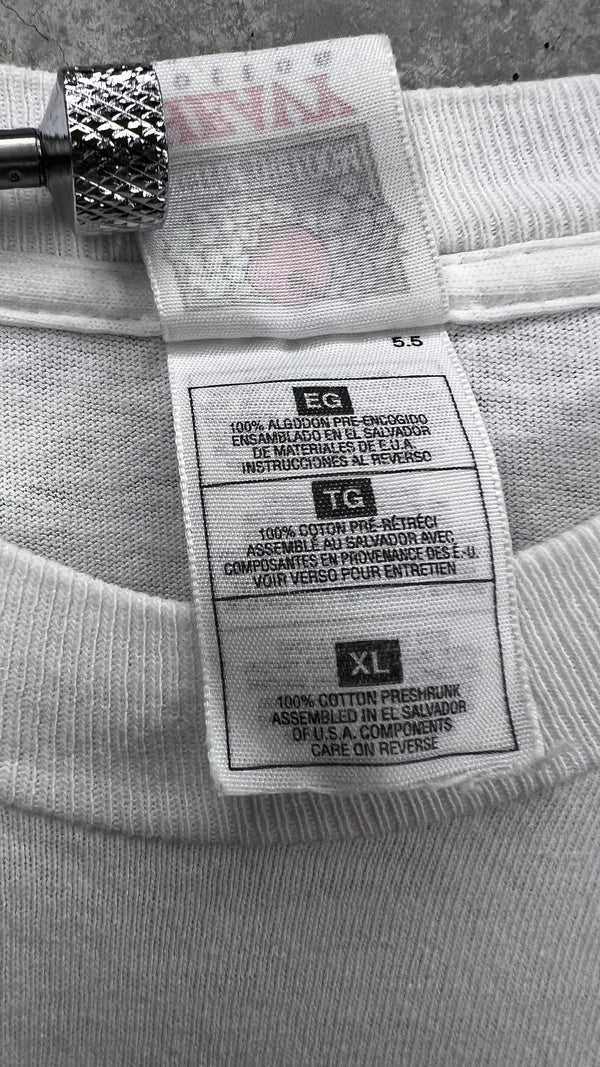 5.5
EG
100% ALGODON PRE-ENCOGIDO
ENSAMBLADO EN EL SALVADOR
DE MATERIALES DE E.U.A.
INSTRUCCIONES AL REVERSO
TG
100% COTON PRÉ-RÉTRÉCI
ASSEMBLÉ AU SALVADOR AVEC
COMPOSANTES EN PROVENANCE DES É.-U.
VOIR VERSO POUR ENTRETIEN
XL
100% COTTON PRESHRUNK
ASSEMBLED IN EL SALVADOR
OF U.S.A. COMPONENTS
CARE ON REVERSE